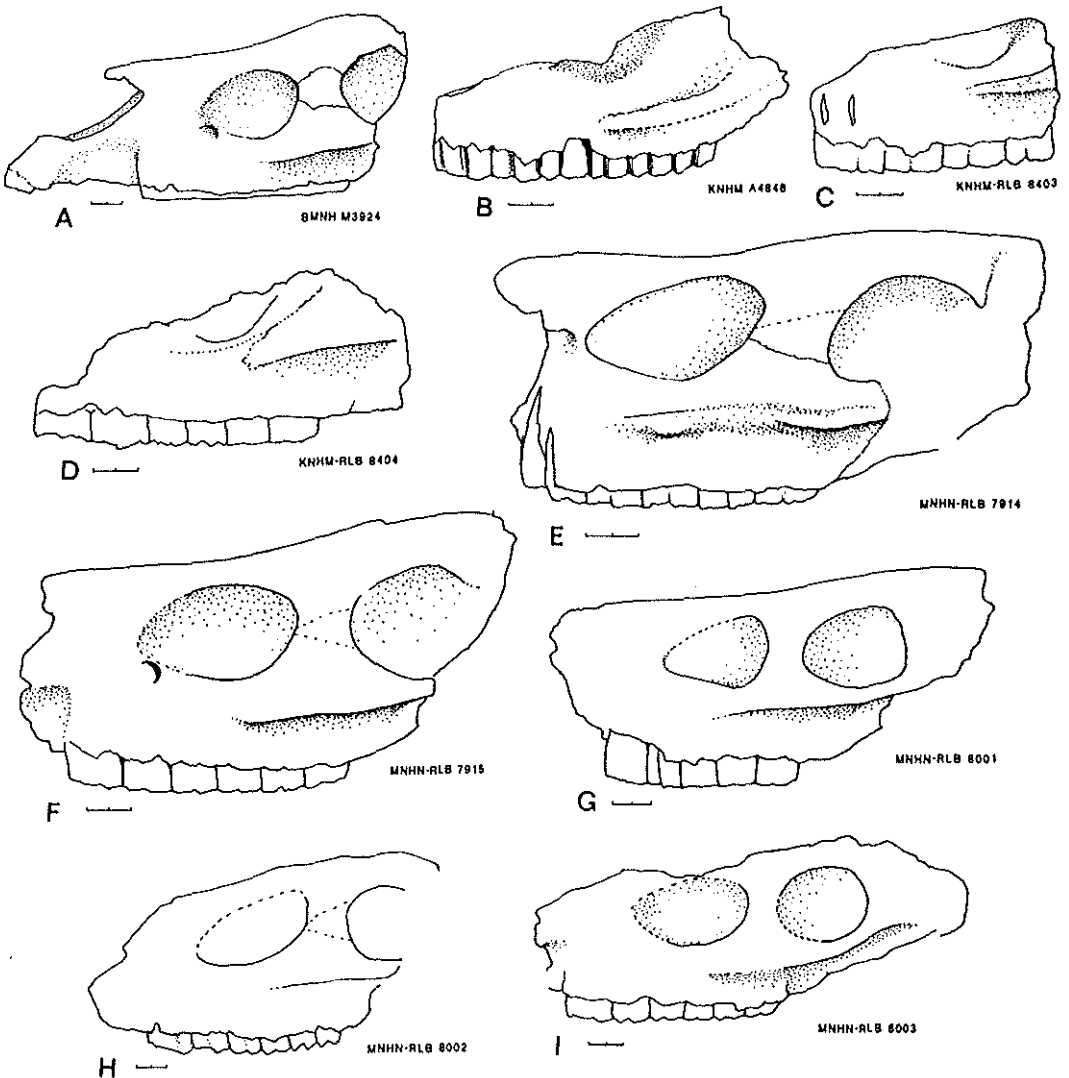 A
BMNH M3924
B
KNHM A4848
C
KNHM-RLB 8403
D
KNHM-RLB 8404
E
MNHN-RLB 7914
F
MNHN-RLB 7915
G
MNHN-RLB 8001
H
MNHN-RLB 8002
I
MNHN-RLB 8003